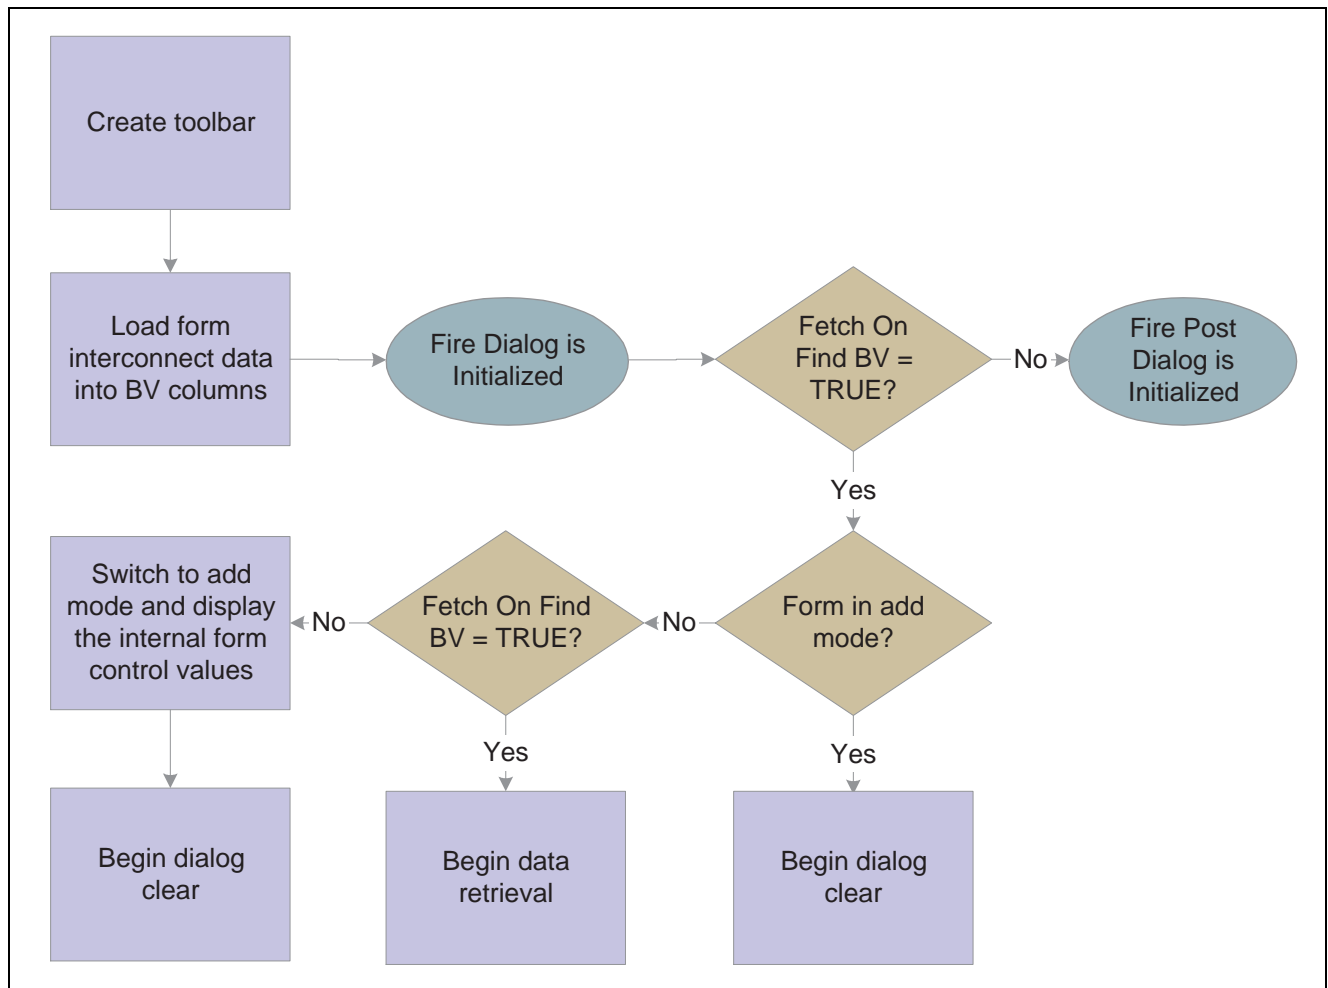 Create toolbar
Load form
interconnect data
into BV columns
Fire Dialog is
Initialized
Fetch On
Find BV =
TRUE?
No
Fire Post
Dialog is
Initialized
Yes
Switch to add
mode and display
the internal form
control values
No
Fetch On Find
BV = TRUE?
No
Form in add
mode?
Yes
Yes
Begin dialog
clear
Begin data
retrieval
Begin dialog
clear